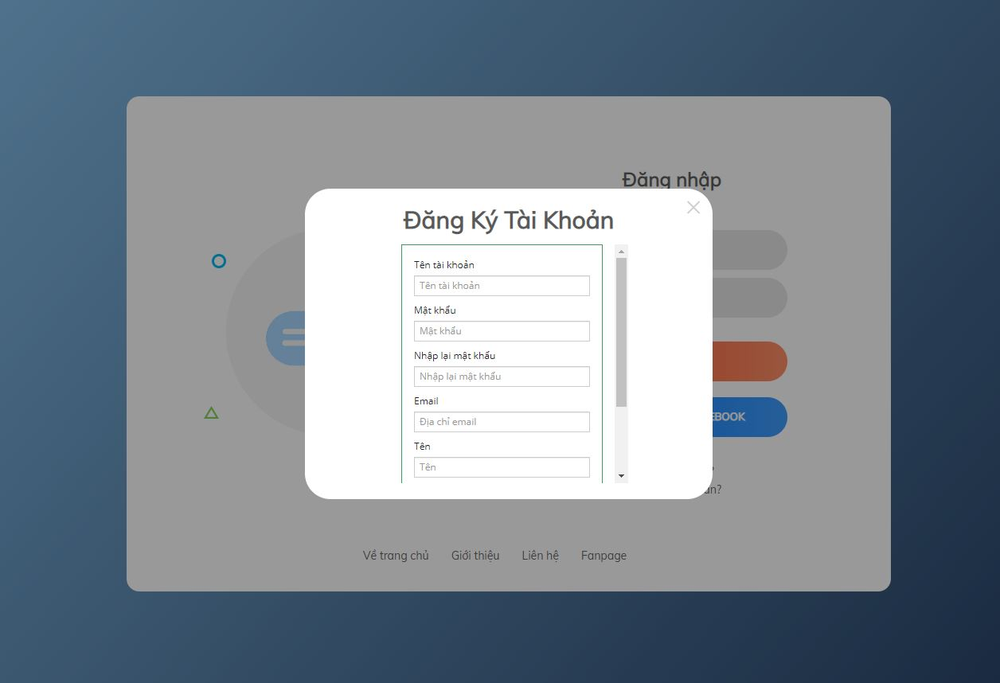 Đăng nhập
Đăng Ký Tài Khoản
Tên tài khoản
Tên tài khoản
Mật khẩu
Mật khẩu
Nhập lại mật khẩu
Nhập lại mật khẩu
Email
Địa chỉ email
Tên
Tên
EBOOK
Về trang chủ Giới thiệu Liên hệ Fanpage